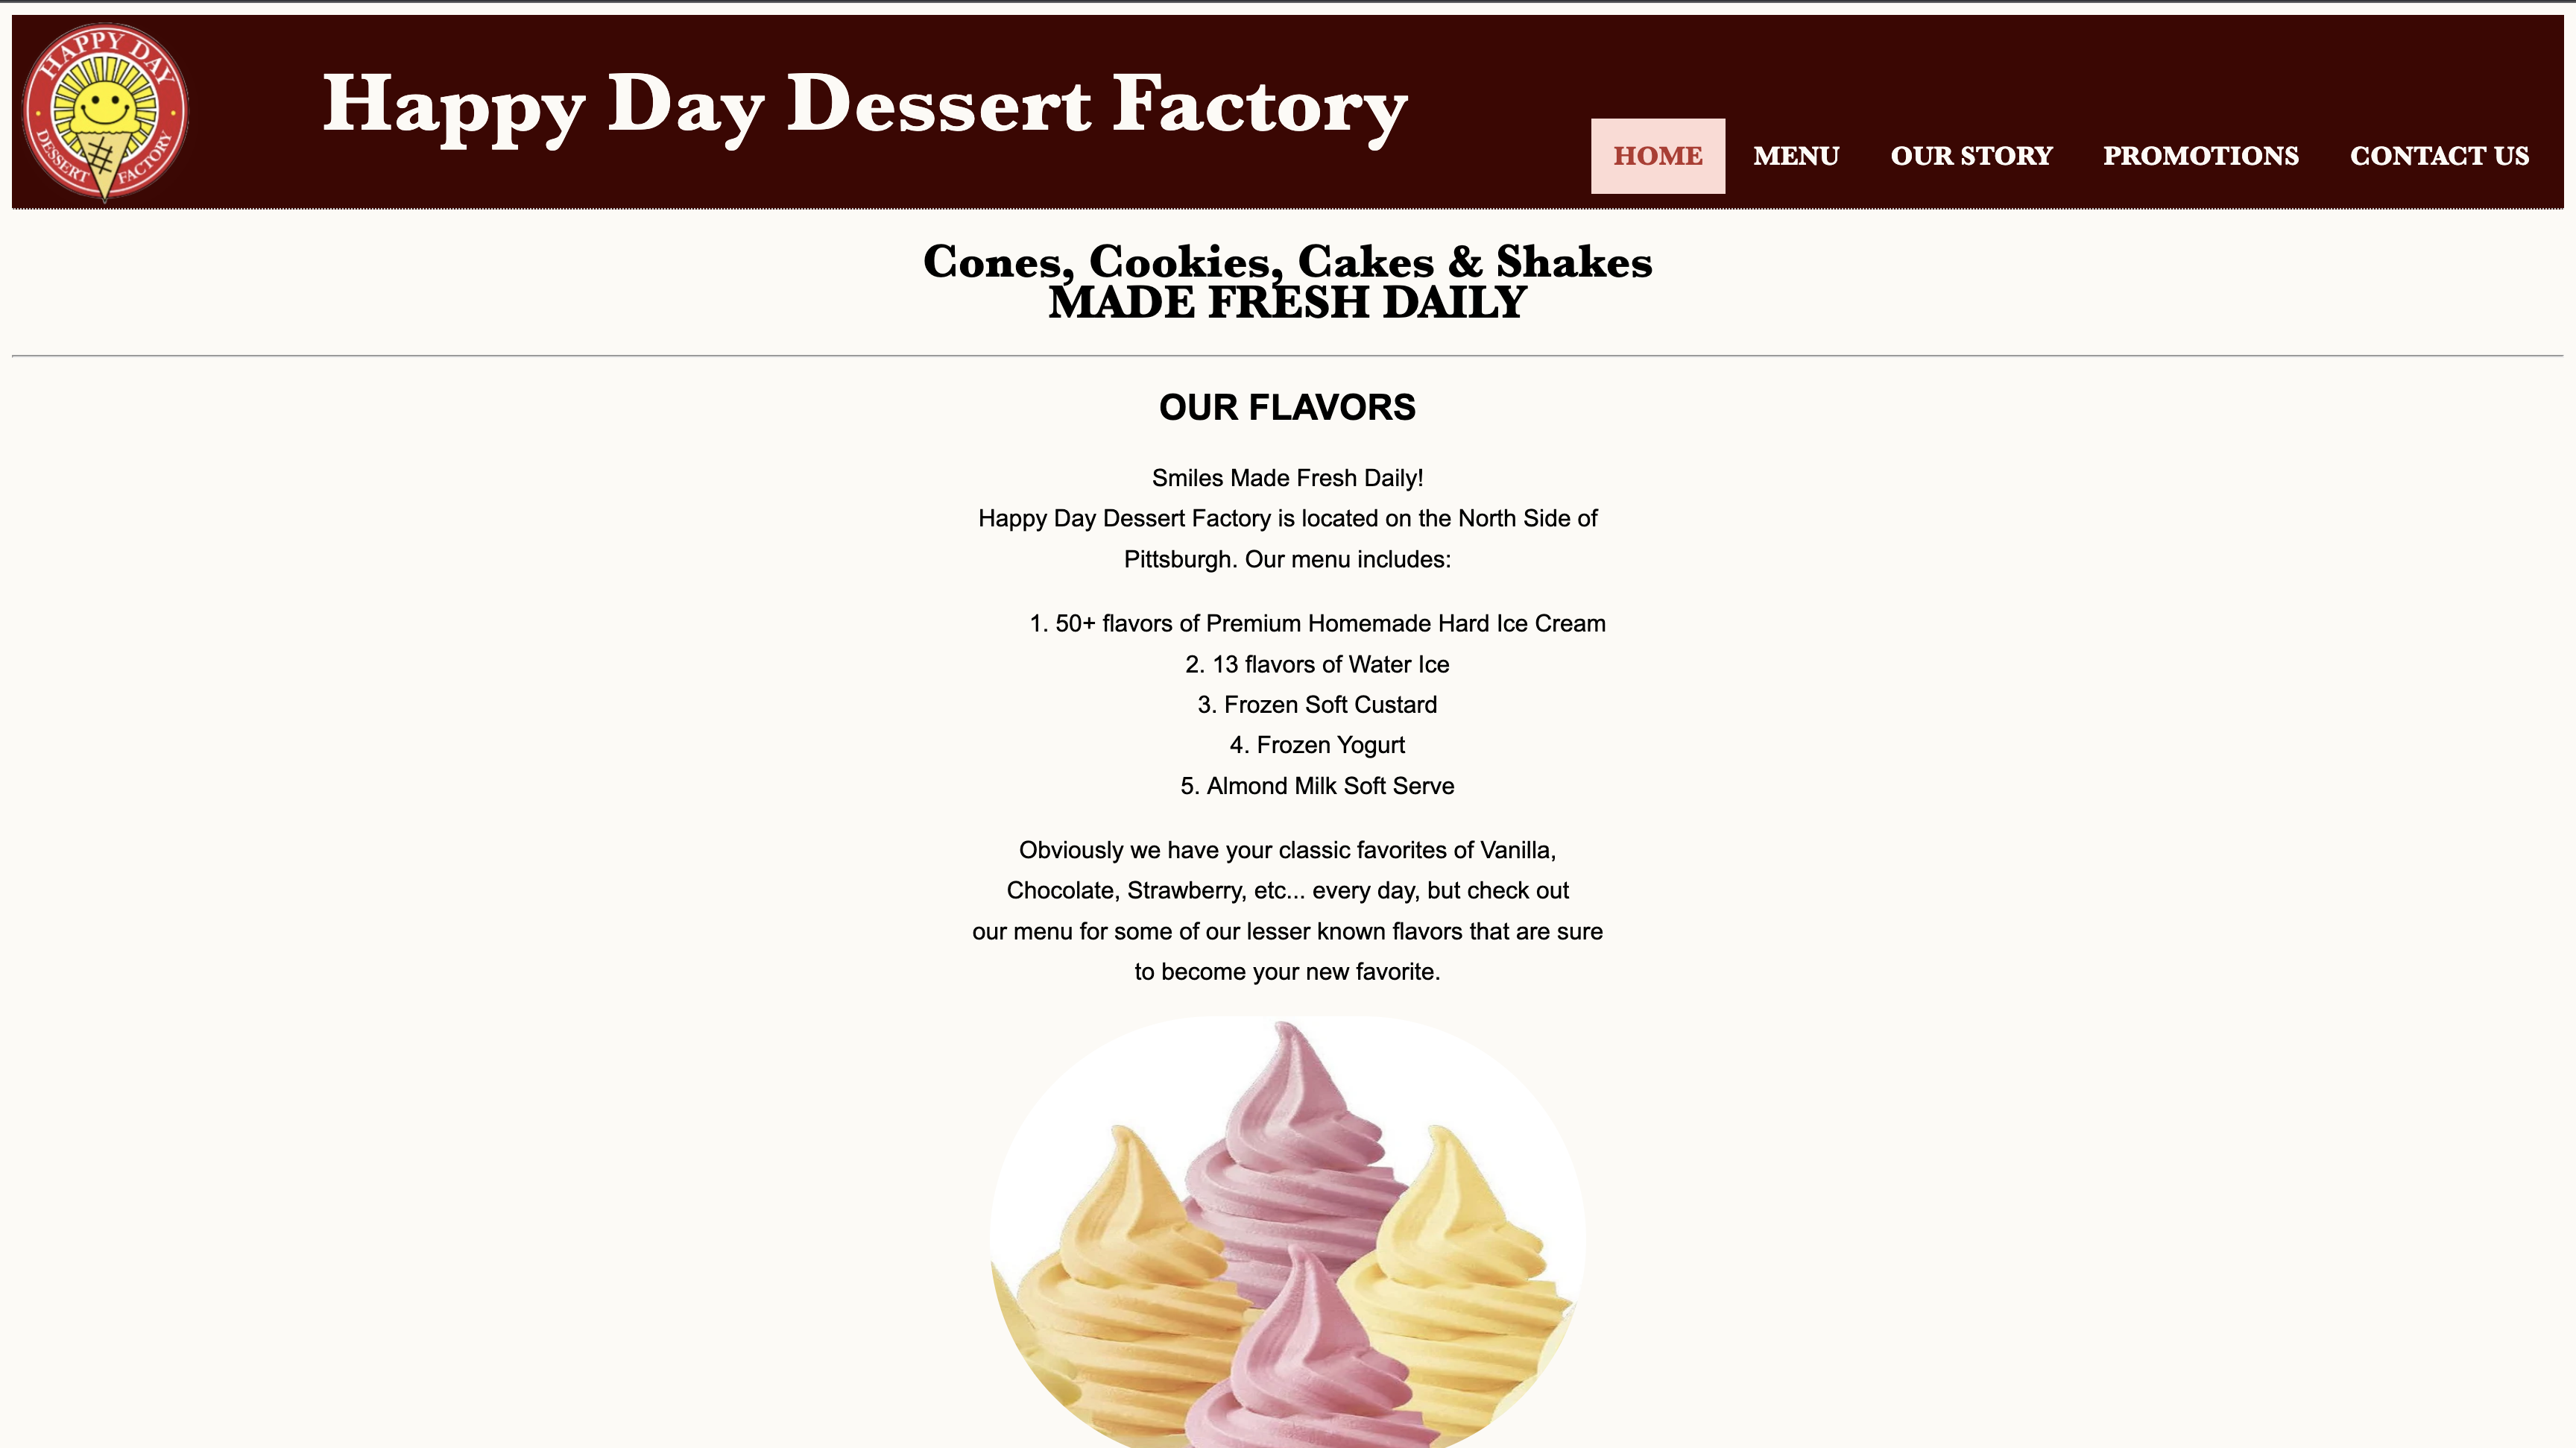 HAPPY DAY
DESSERT FACTORY
Happy Day Dessert Factory
HOME MENU OUR STORY PROMOTIONS CONTACT US
Cones, Cookies, Cakes & Shakes
MADE FRESH DAILY
OUR FLAVORS
Smiles Made Fresh Daily!
Happy Day Dessert Factory is located on the North Side of
Pittsburgh. Our menu includes:
1. 50+ flavors of Premium Homemade Hard Ice Cream
2. 13 flavors of Water Ice
3. Frozen Soft Custard
4. Frozen Yogurt
5. Almond Milk Soft Serve
Obviously we have your classic favorites of Vanilla,
Chocolate, Strawberry, etc... every day, but check out
our menu for some of our lesser known flavors that are sure
to become your new favorite.